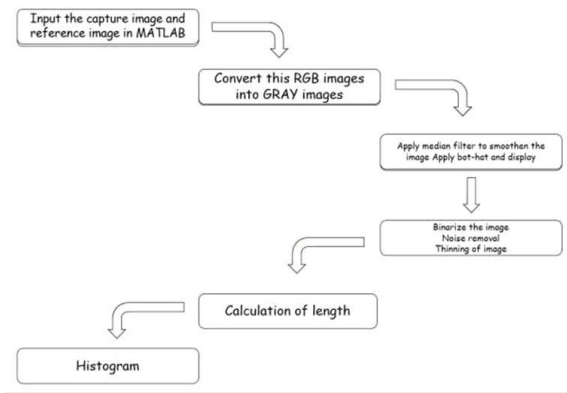 Input the capture image and
reference image in MATLAB
Convert this RGB images
into GRAY images
Apply median filter to smoothen the
image Apply bot-hat and display
Binarize the image
Noise removal
Thinning of image
Calculation of length
Histogram